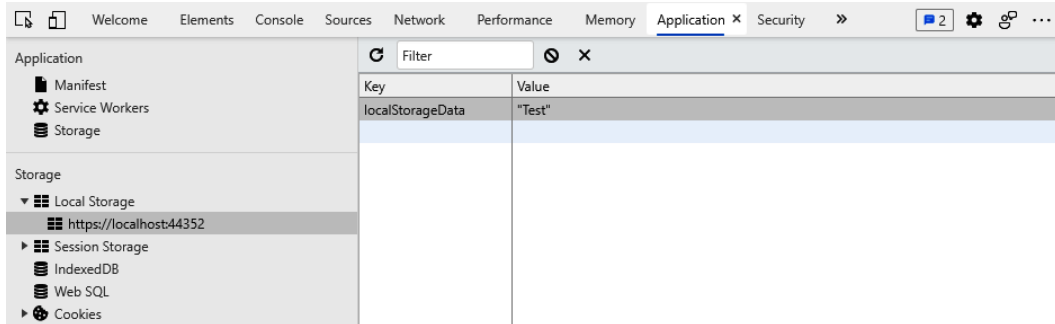 Welcome Elements Console Sources Network Performance Memory Application × Security » 2 ⋯
Application
Manifest
Service Workers
Storage
Storage
Local Storage
https://localhost:44352
Session Storage
IndexedDB
Web SQL
Cookies
Filter
Key Value
localStorageData "Test"